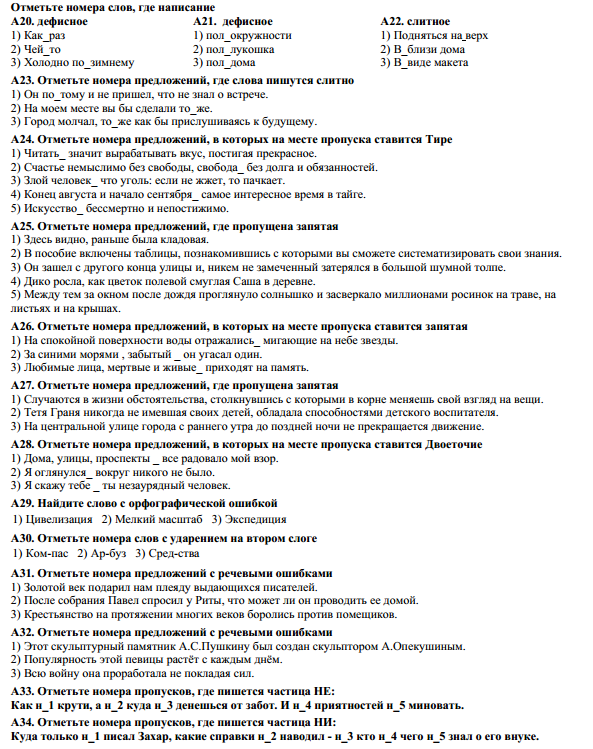 Отметьте номера слов, где написание
А20. дефисное А21. дефисное А22. слитное
1) Как_раз 1) пол_окружности 1) Подняться на_верх
2) Чей_то 2) пол_лукошка 2) В_близи дома
3) Холодно по_зимнему 3) пол_дома 3) В_виде макета
А23. Отметьте номера предложений, где слова пишутся слитно
1) Он по_тому и не пришел, что не знал о встрече.
2) На моем месте вы бы сделали то_же.
3) Город молчал, то_же как бы прислушиваясь к будущему.
А24. Отметьте номера предложений, в которых на месте пропуска ставится Тире
1) Читать_ значит вырабатывать вкус, постигая прекрасное.
2) Счастье немыслимо без свободы, свобода_ без долга и обязанностей.
3) Злой человек_ что уголь: если не жжет, то пачкает.
4) Конец августа и начало сентября_ самое интересное время в тайге.
5) Искусство_ бессмертно и непостижимо.
А25. Отметьте номера предложений, где пропущена запятая
1) Здесь видно, раньше была кладовая.
2) В пособие включены таблицы, познакомившись с которыми вы сможете систематизировать свои знания.
3) Он зашел с другого конца улицы и, никем не замеченный затерялся в большой шумной толпе.
4) Дико росла, как цветок полевой смуглая Саша в деревне.
5) Между тем за окном после дождя проглянуло солнышко и засверкало миллионами росинок на траве, на
листьях и на крышах.
А26. Отметьте номера предложений, в которых на месте пропуска ставится запятая
1) На спокойной поверхности воды отражались_ мигающие на небе звезды.
2) За синими морями , забытый _ он угасал один.
3) Любимые лица, мертвые и живые_ приходят на память.
А27. Отметьте номера предложений, где пропущена запятая
1) Случаются в жизни обстоятельства, столкнувшись с которыми в корне меняешь свой взгляд на вещи.
2) Тетя Граня никогда не имевшая своих детей, обладала способностями детского воспитателя.
3) На центральной улице города с раннего утра до поздней ночи не прекращается движение.
А28. Отметьте номера предложений, в которых на месте пропуска ставится Двоеточие
1) Дома, улицы, проспекты _ все радовало мой взор.
2) Я оглянулся_ вокруг никого не было.
3) Я скажу тебе _ ты незаурядный человек.
А29. Найдите слово с орфографической ошибкой
1) Цивелизация 2) Мелкий масштаб 3) Экспедиция
А30. Отметьте номера слов с ударением на втором слоге
1) Ком-пас 2) Ар-буз 3) Сред-ства
А31. Отметьте номера предложений с речевыми ошибками
1) Золотой век подарил нам плеяду выдающихся писателей.
2) После собрания Павел спросил у Риты, что может ли он проводить ее домой.
3) Крестьянство на протяжении многих веков боролись против помещиков.
А32. Отметьте номера предложений с речевыми ошибками
1) Этот скульптурный памятник А.С.Пушкину был создан скульптором А.Опекушиным.
2) Популярность этой певицы растёт с каждым днём.
3) Всю войну она проработала не покладая сил.
А33. Отметьте номера пропусков, где пишется частица НЕ:
Как н_1 крути, а н_2 куда н_3 денешься от забот. И н_4 приятностей н_5 миновать.
А34. Отметьте номера пропусков, где пишется частица НИ:
Куда только н_1 писал Захар, какие справки н_2 наводил - н_3 кто н_4 чего н_5 знал о его внуке.